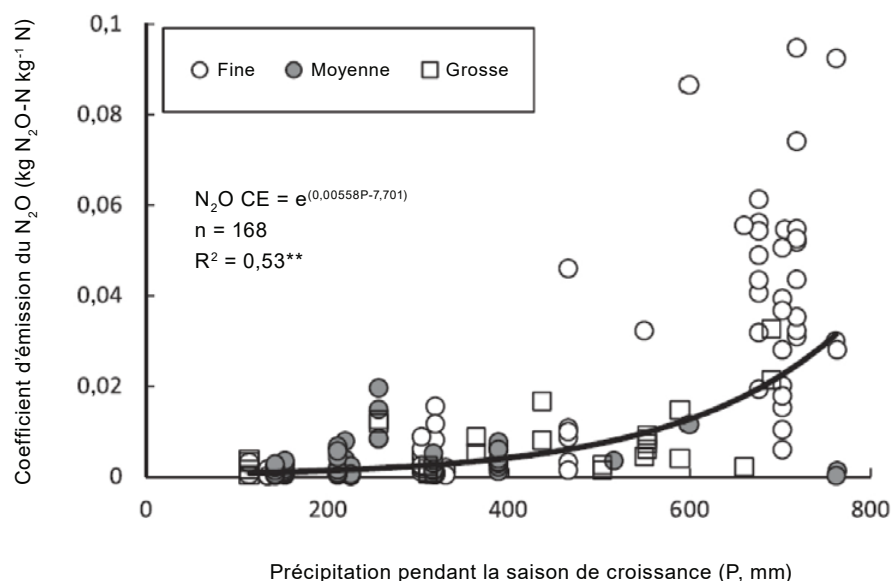 Coefficient d'émission du N₂O (kg N₂O-N kg⁻¹ N)
0,1
0,08
0,06
0,04
0,02
0
Fine Moyenne Grosse
N₂O CE = e^(0,00558P-7,701)
n = 168
R² = 0,53**
0 200 400 600 800
Précipitation pendant la saison de croissance (P, mm)